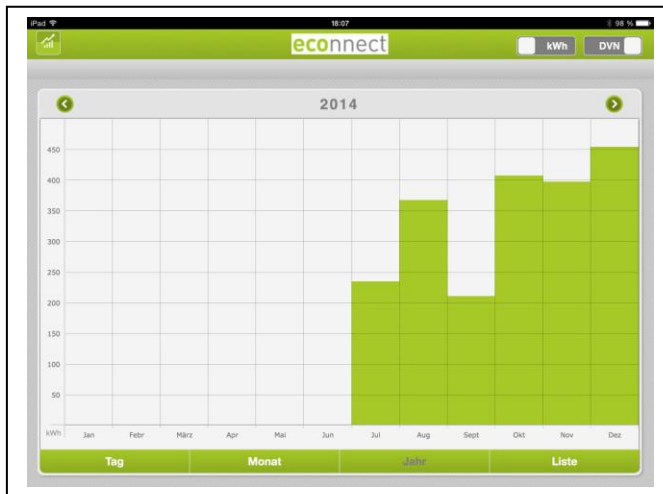 iPad 18:07 98 %
econnect kWh DVN
2014
450
400
350
300
250
200
150
100
50
kWh Jan Febr März Apr Mai Jun Jul Aug Sept Okt Nov Dez
Tag Monat Jahr Liste